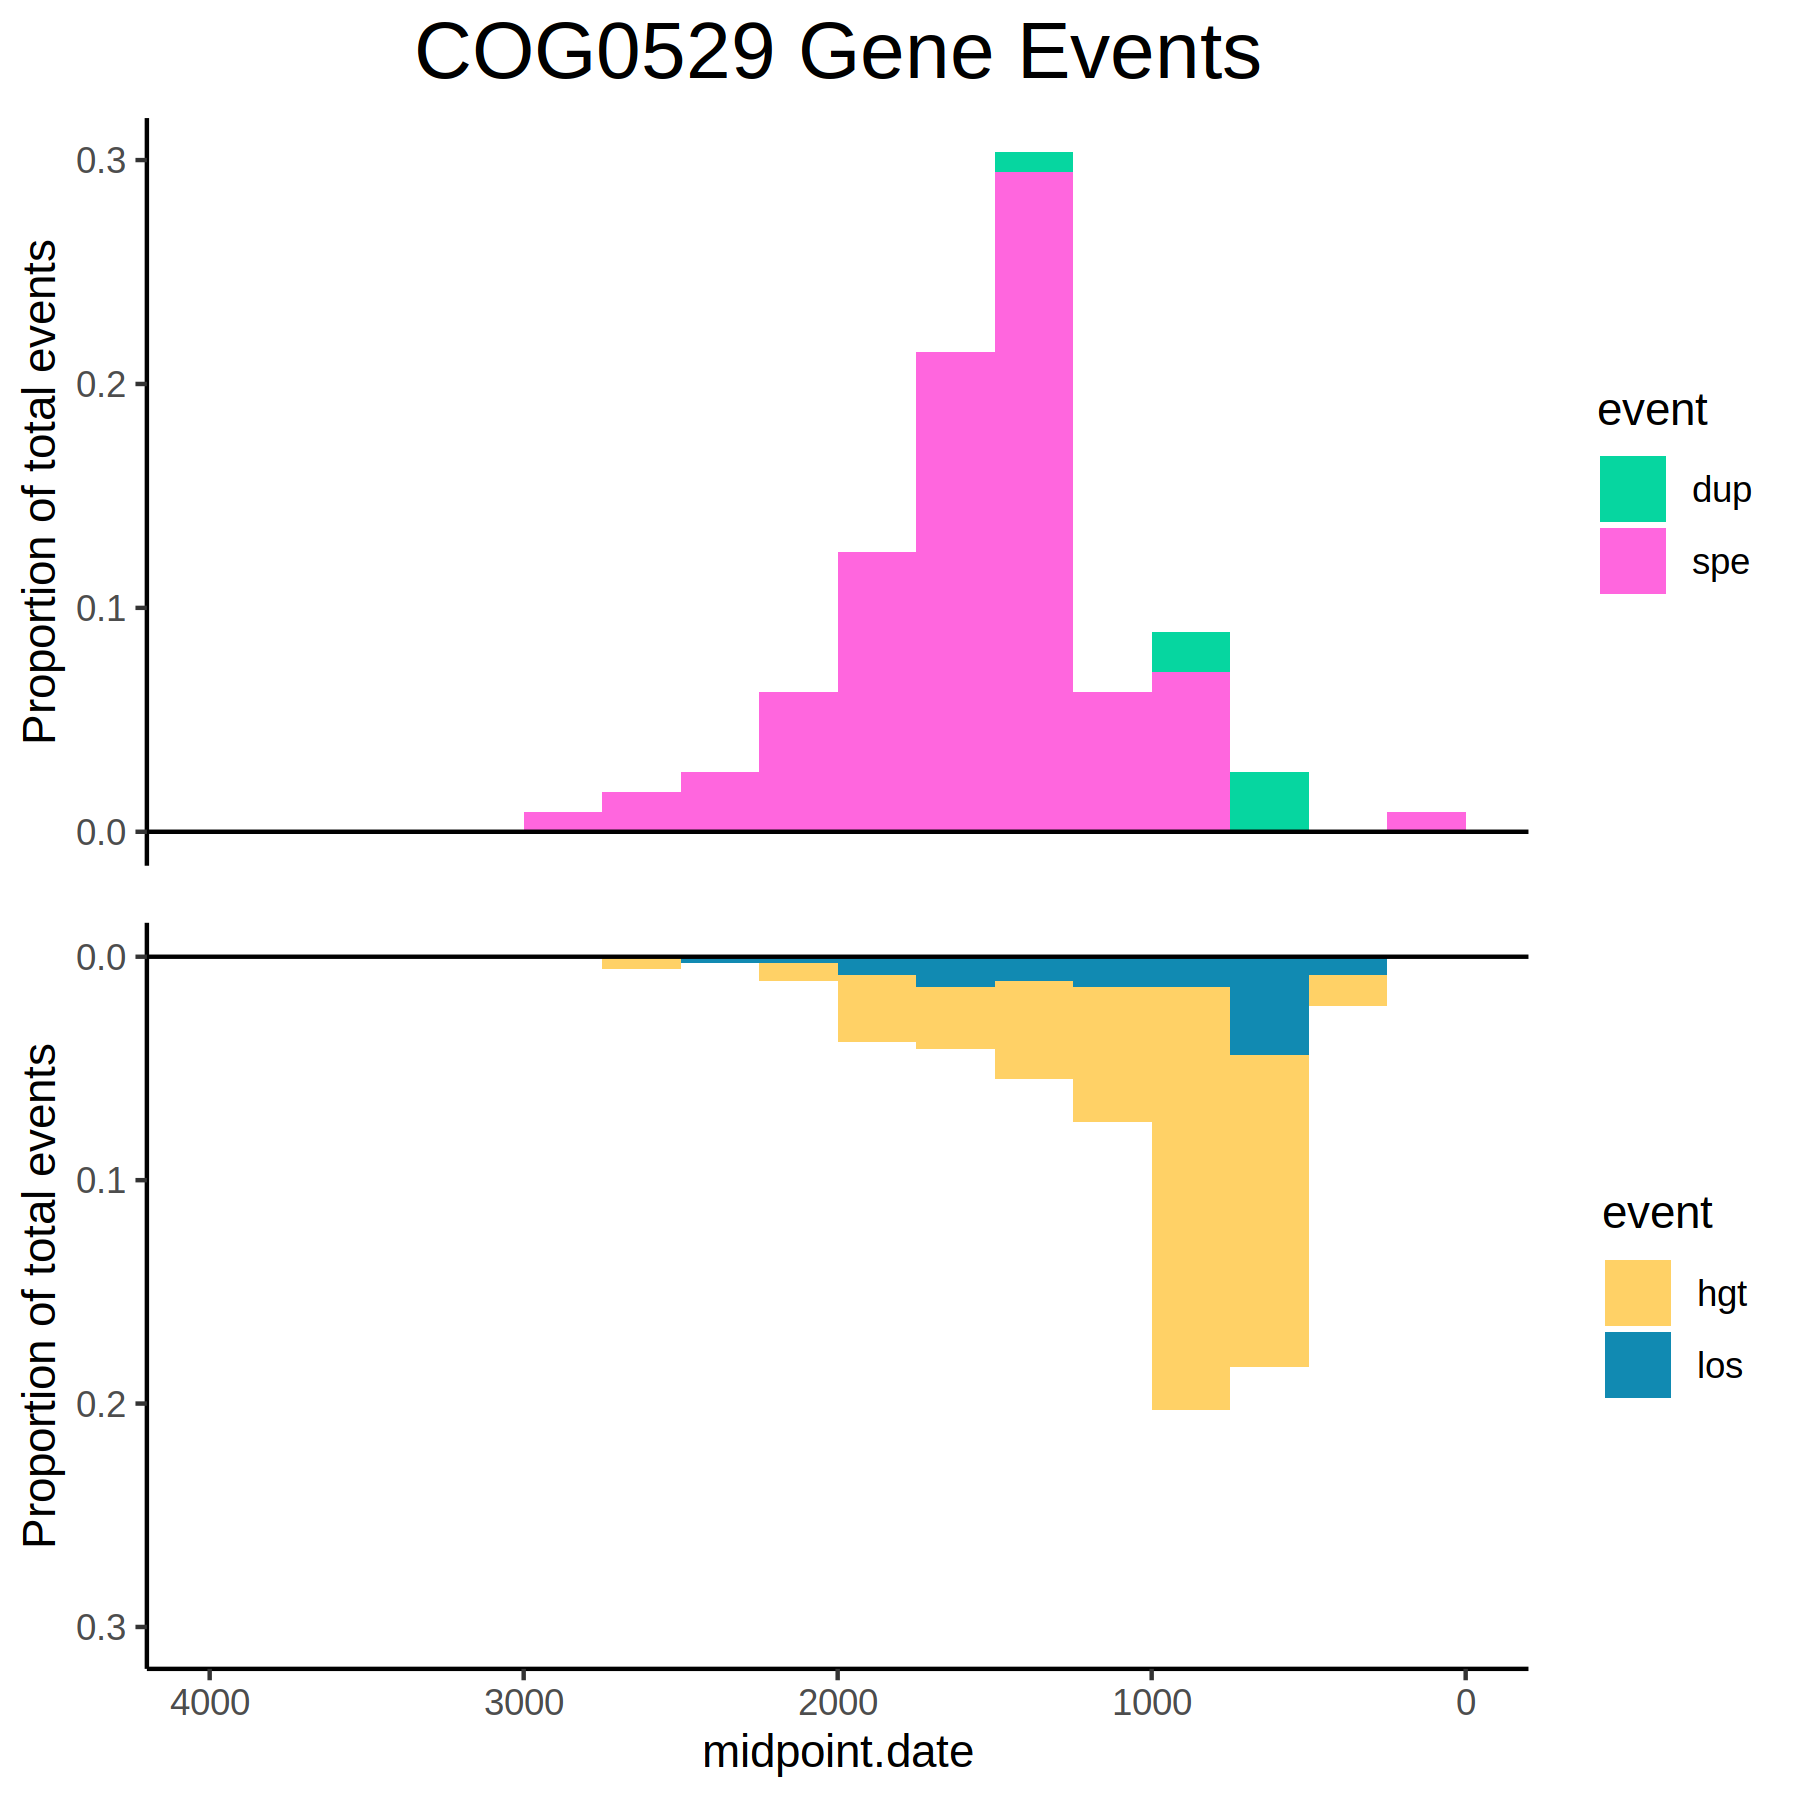 COG0529 Gene Events
Proportion of total events
0.3
0.2
0.1
0.0
event
dup
spe
Proportion of total events
0.0
0.1
0.2
0.3
event
hgt
los
4000 3000 2000 1000 0
midpoint.date